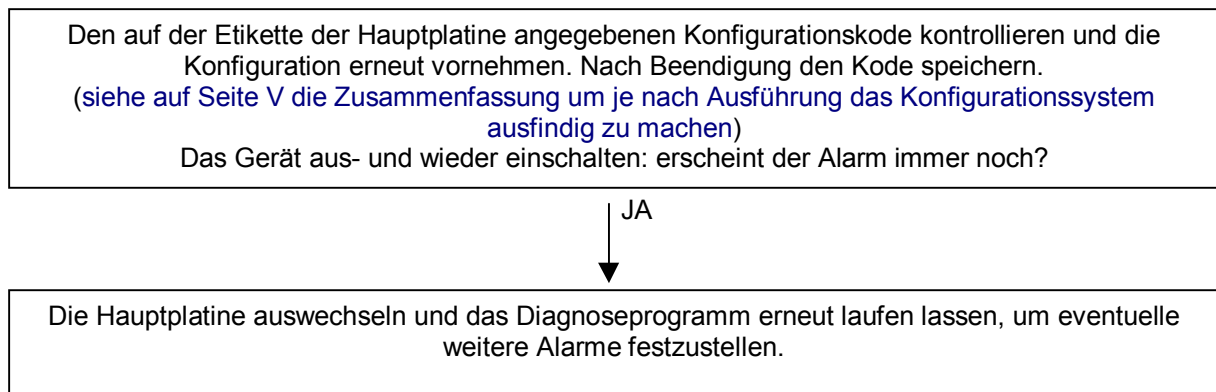 Den auf der Etikette der Hauptplatine angegebenen Konfigurationskode kontrollieren und die
Konfiguration erneut vornehmen. Nach Beendigung den Kode speichern.
(siehe auf Seite V die Zusammenfassung um je nach Ausführung das Konfigurationssystem
ausfindig zu machen)
Das Gerät aus- und wieder einschalten: erscheint der Alarm immer noch?
JA
Die Hauptplatine auswechseln und das Diagnoseprogramm erneut laufen lassen, um eventuelle
weitere Alarme festzustellen.